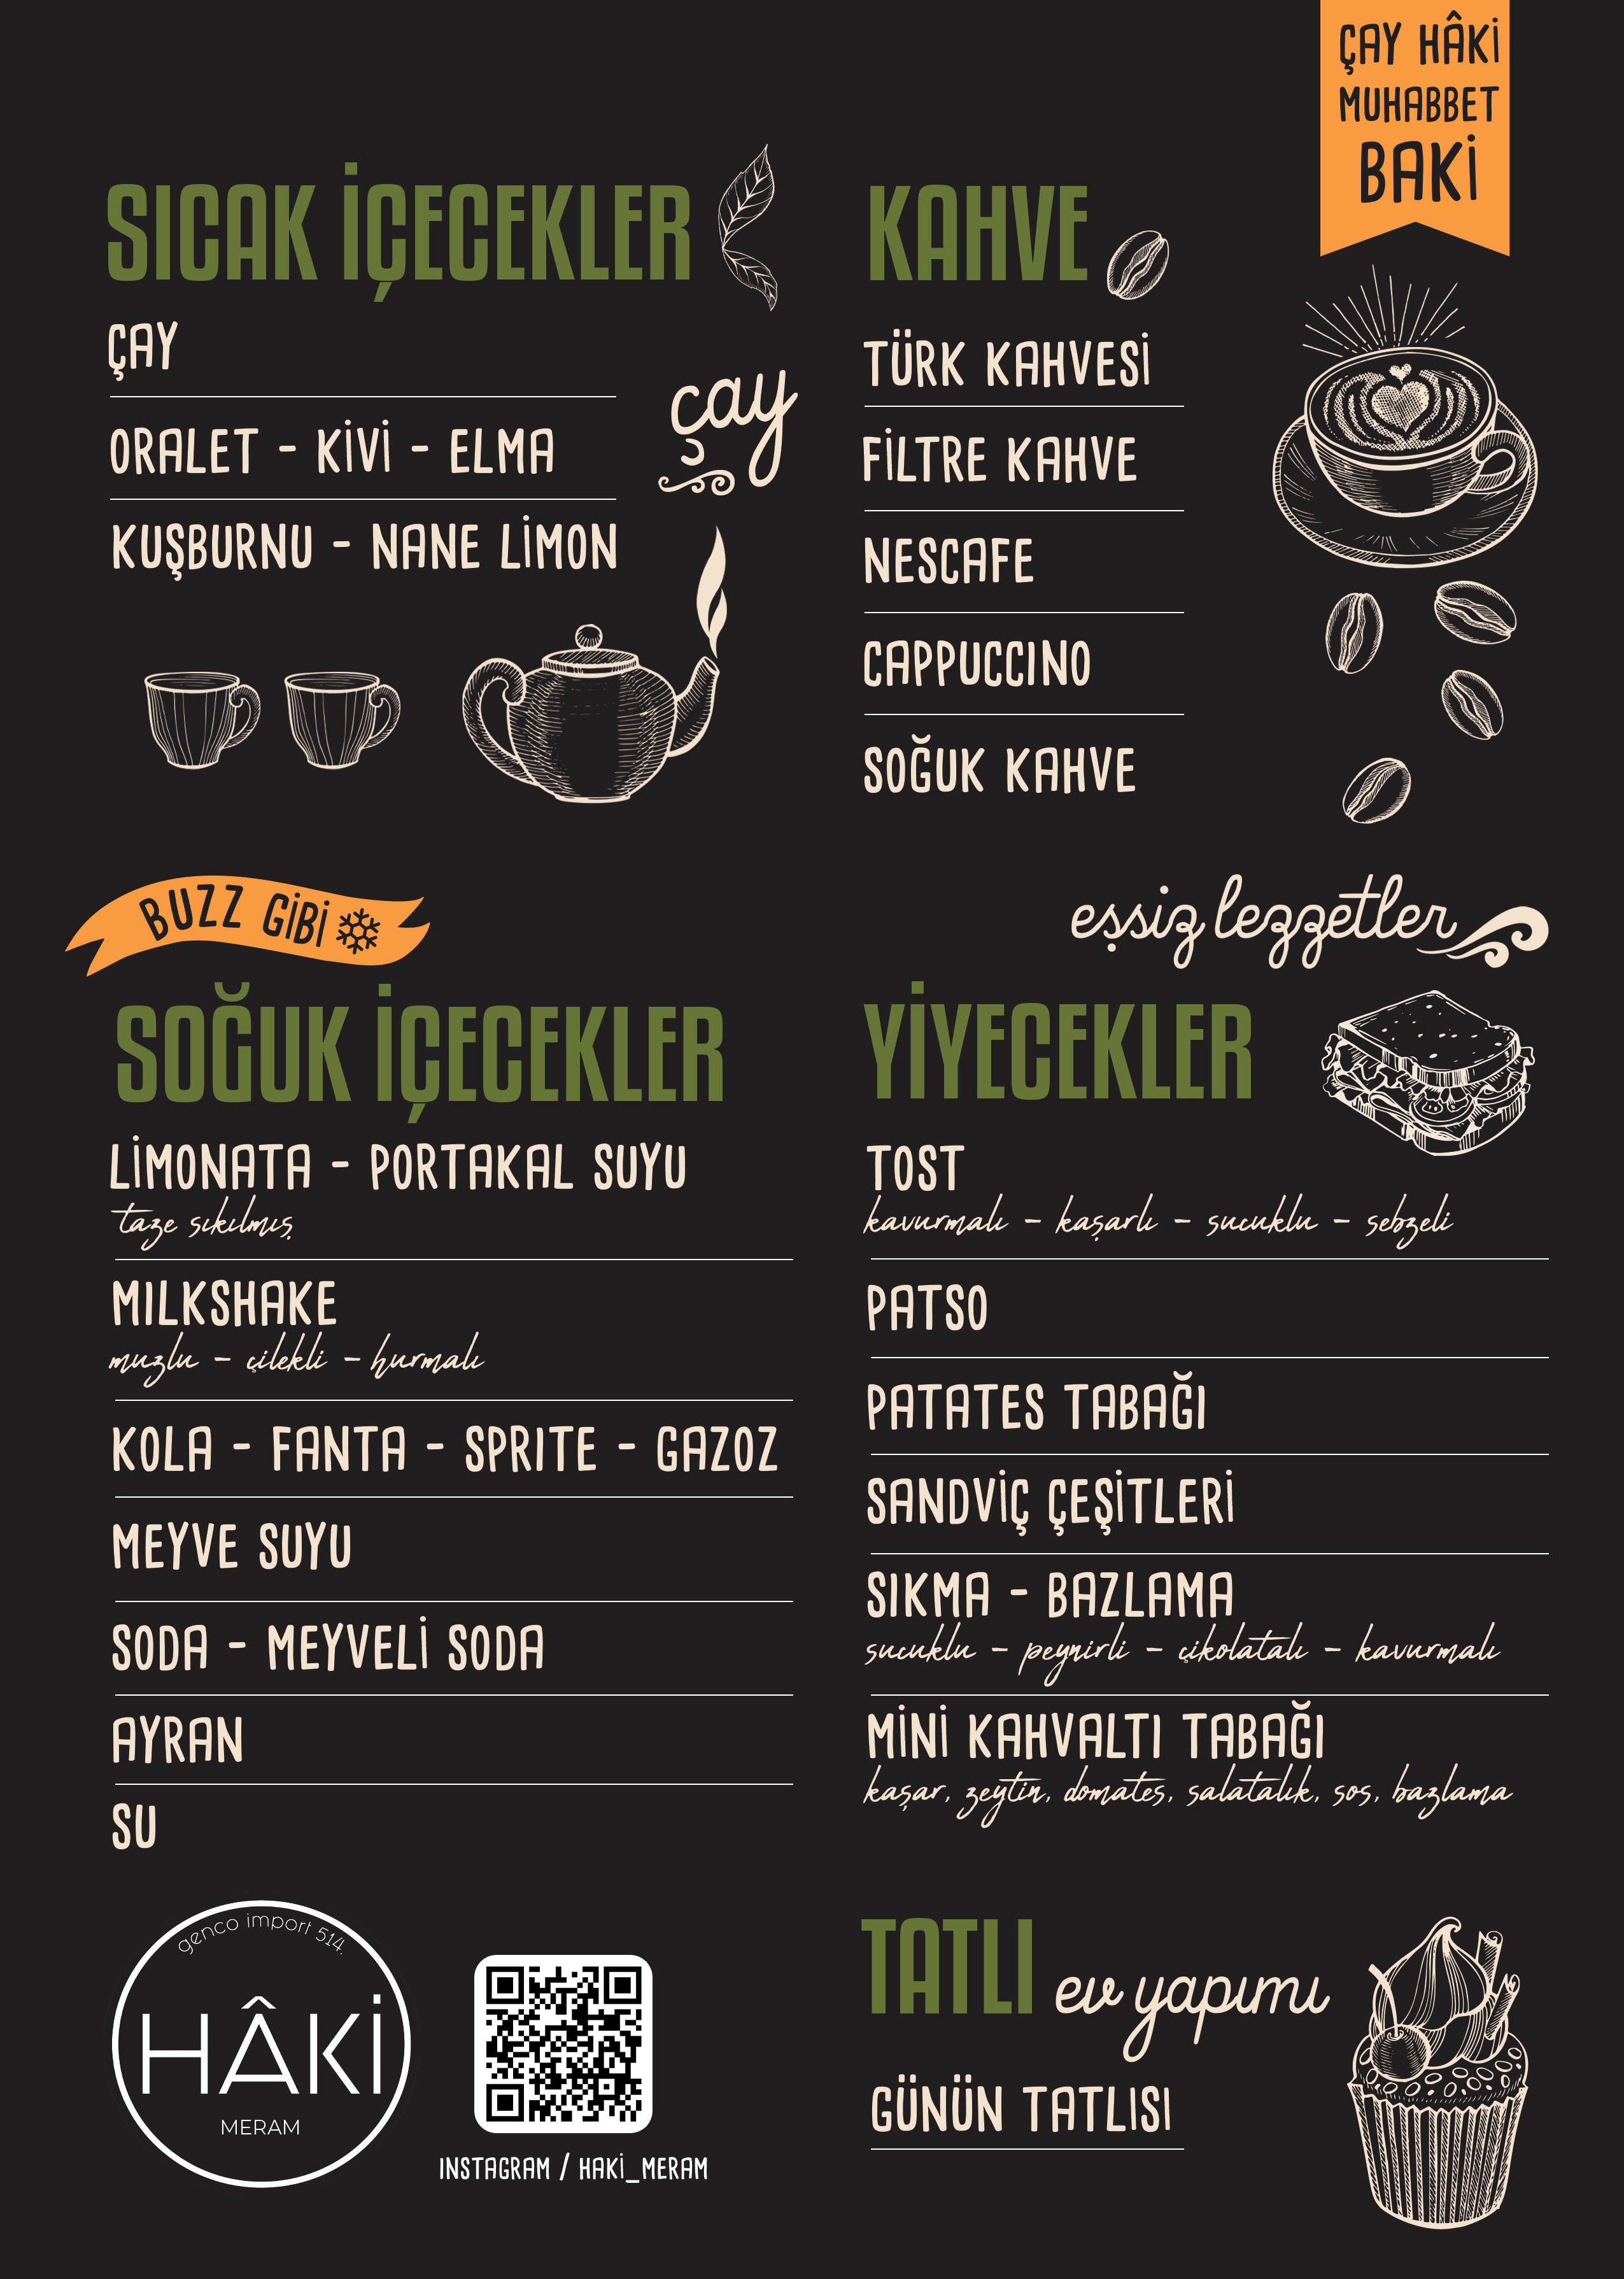 ÇAY HÂKİ
MUHABBET
BAKİ
SICAK İÇECEKLER
ÇAY
ORALET - KİVİ - ELMA
KUŞBURNU - NANE LİMON
çay
KAHVE
TÜRK KAHVESİ
FİLTRE KAHVE
NESCAFE
CAPPUCCINO
SOĞUK KAHVE
BUZZ GİBİ
SOĞUK İÇECEKLER
LİMONATA - PORTAKAL SUYU
taze sıkılmış
MILKSHAKE
muzlu - çilekli - hurmalı
KOLA - FANTA - SPRITE - GAZOZ
MEYVE SUYU
SODA - MEYVELİ SODA
AYRAN
SU
eşsiz lezzetler
YİYECEKLER
TOST
kavurmalı - kaşarlı - sucuklu - sebzeli
PATSO
PATATES TABAĞI
SANDVİÇ ÇEŞİTLERİ
SIKMA - BAZLAMA
sucuklu - peynirli - çikolatalı - kavurmalı
MİNİ KAHVALTI TABAĞI
kaşar, zeytin, domates, salatalık, sos, bazlama
genco import 514.
HÂKİ
MERAM
INSTAGRAM / HAKİ_MERAM
TATLI ev yapımı
GÜNÜN TATLISI